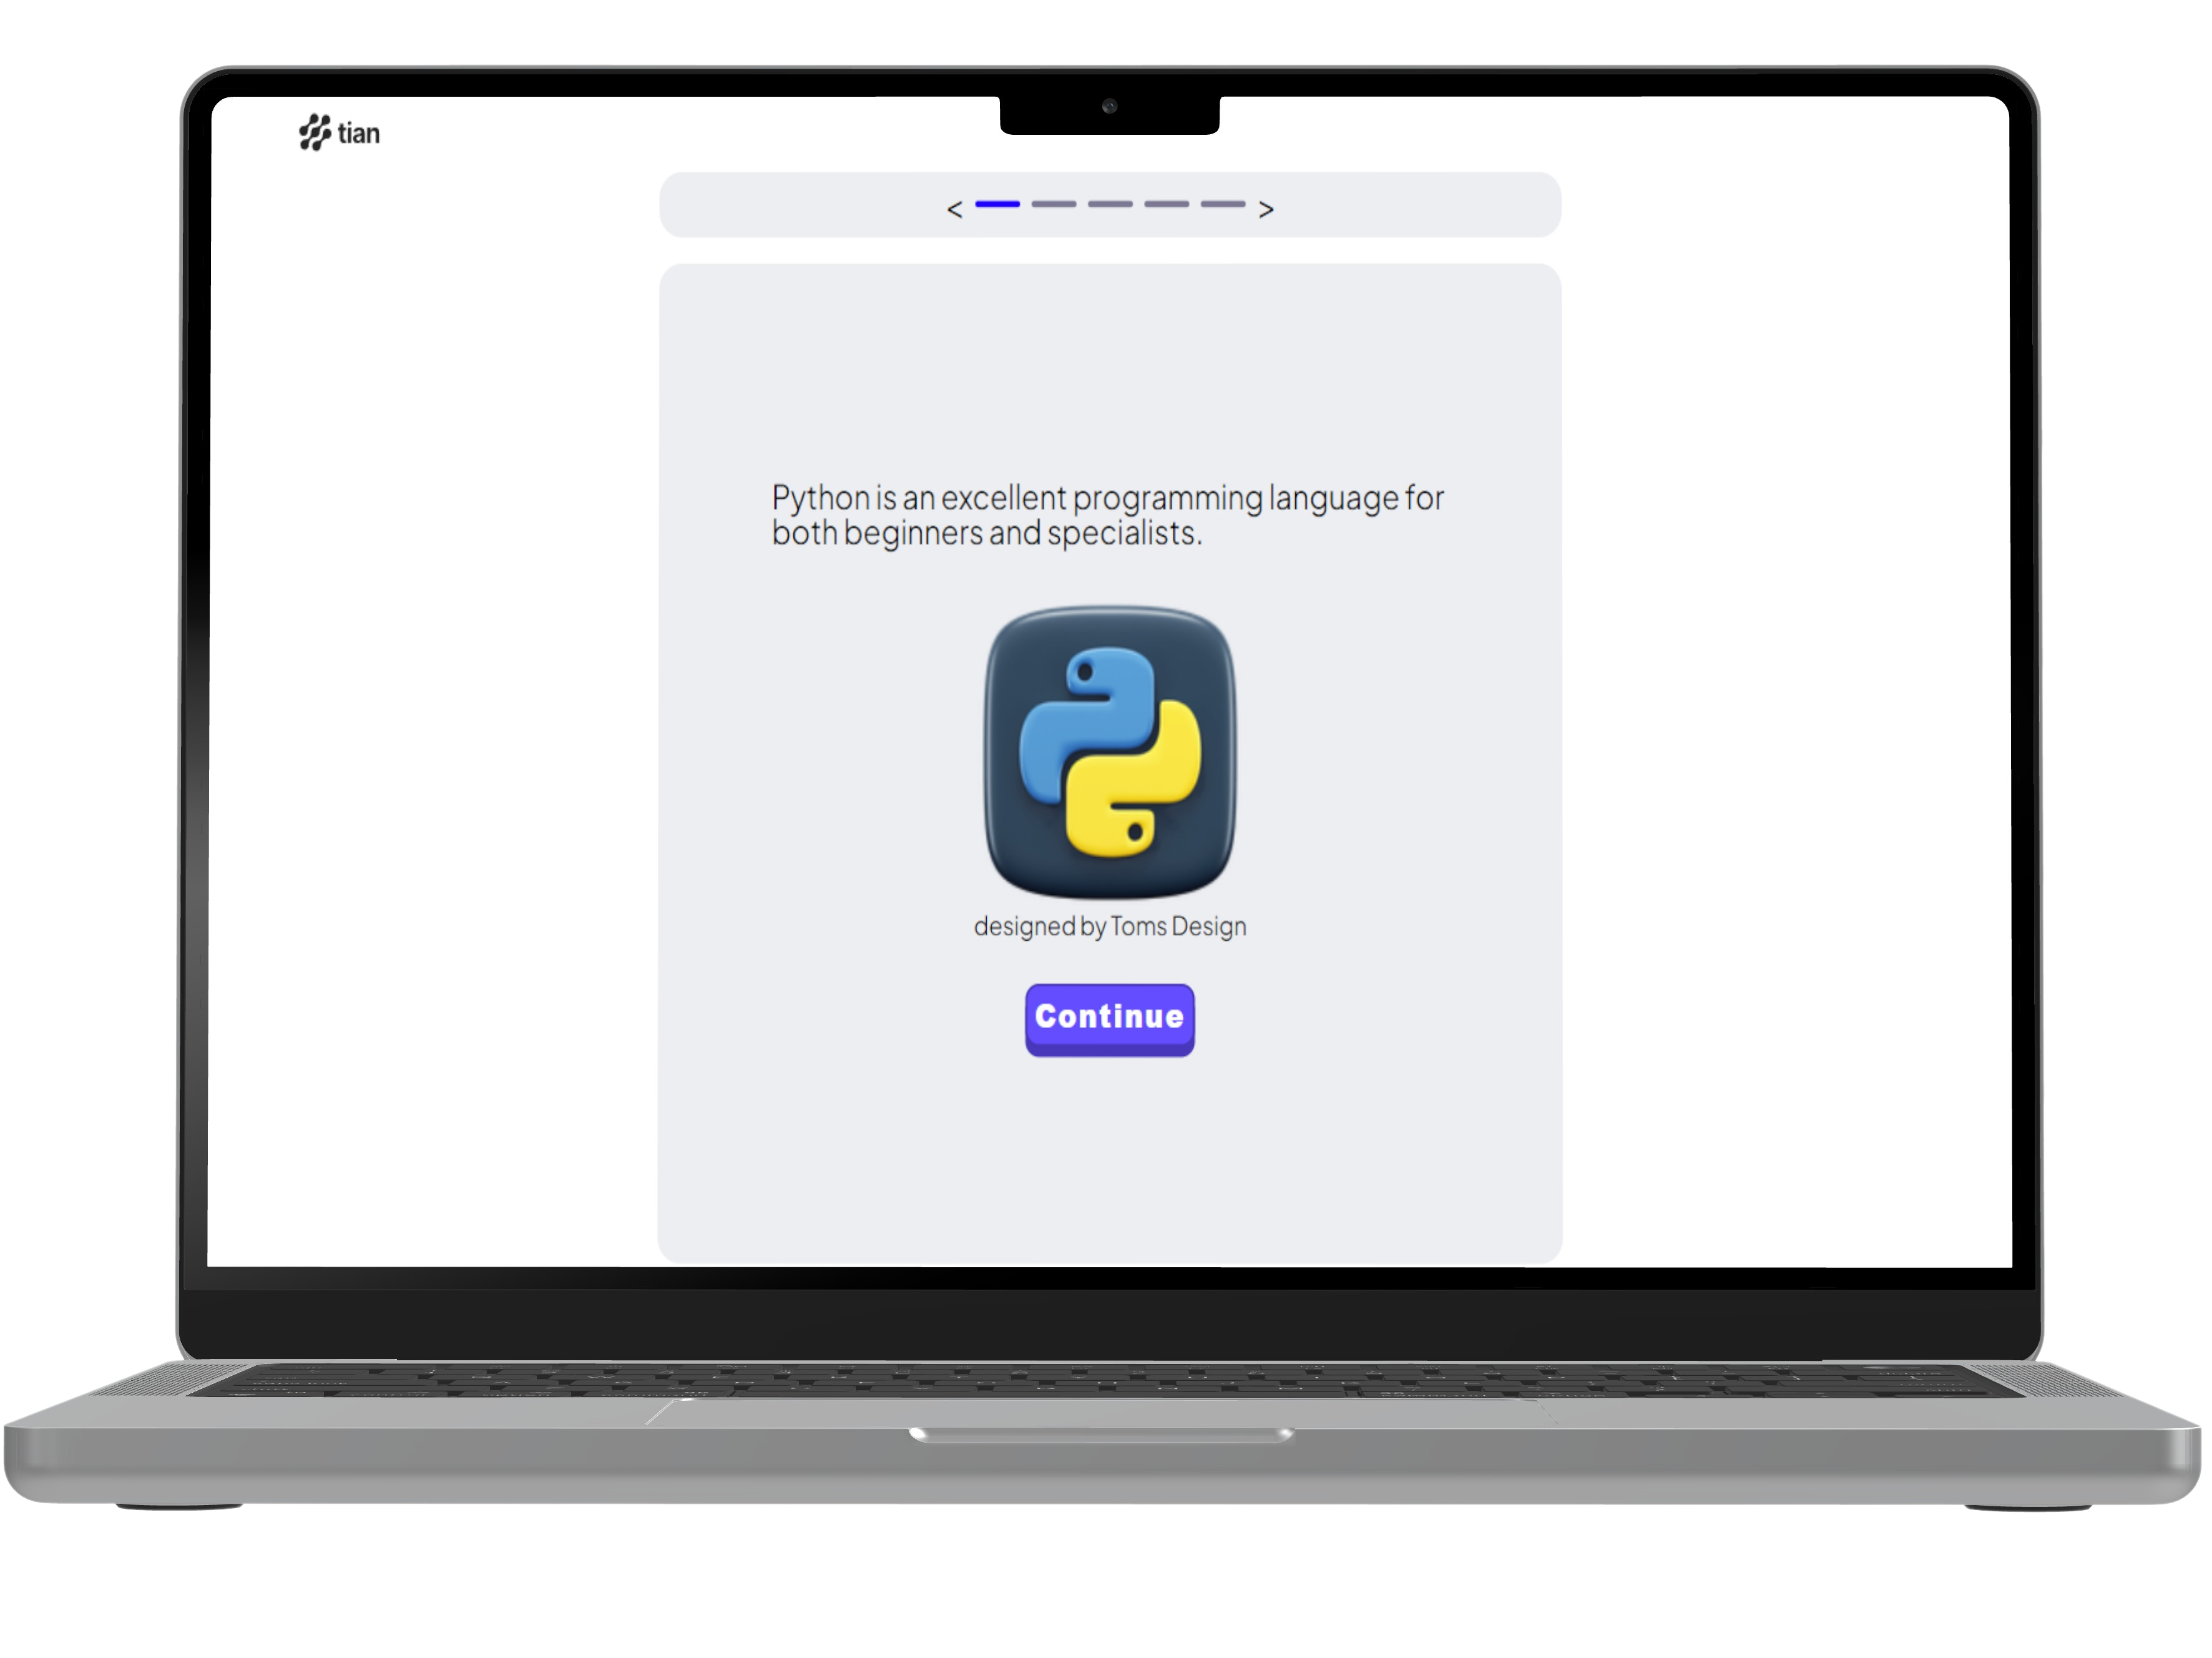 tian
< >
Python is an excellent programming language for
both beginners and specialists.
designed by Toms Design
Continue